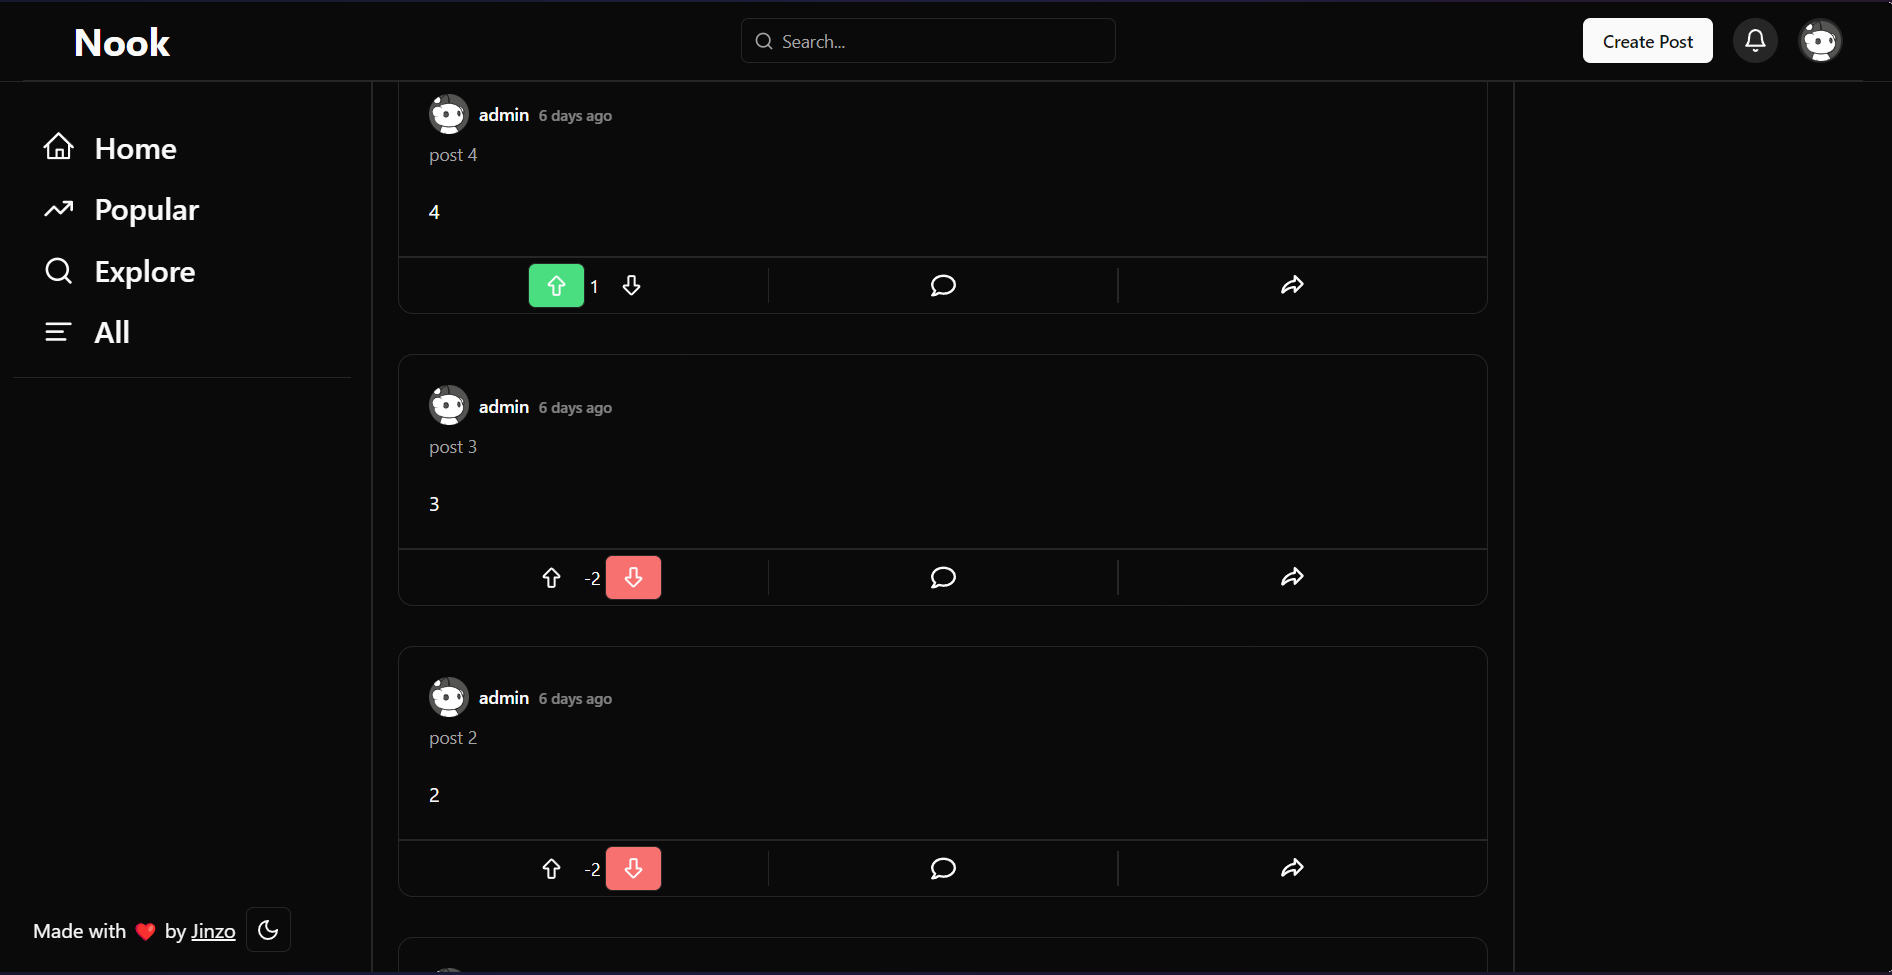 Nook
Search...
Create Post
Home
Popular
Explore
All
admin 6 days ago
post 4
4
1
admin 6 days ago
post 3
3
-2
admin 6 days ago
post 2
2
-2
Made with ❤️ by Jinzo